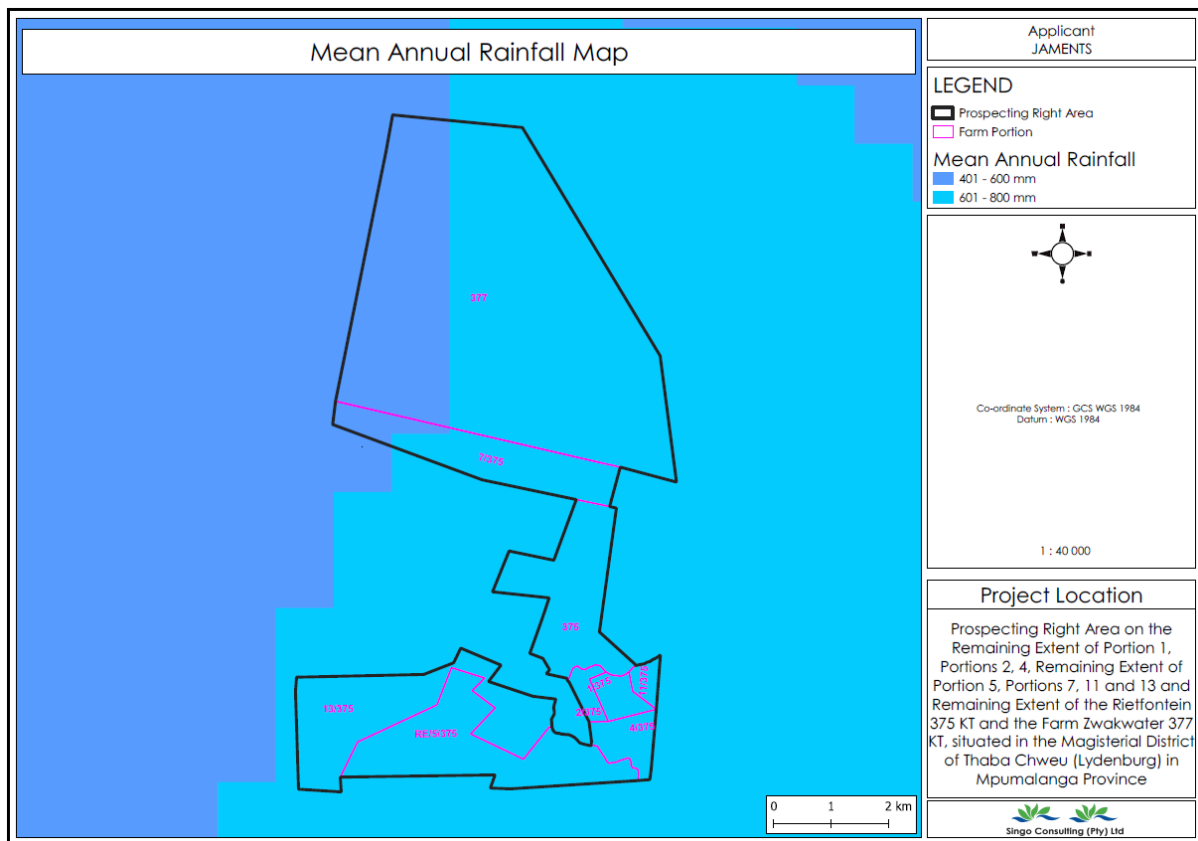 Mean Annual Rainfall Map
377
7/375
375
1/375
2/375
4/375
13/375
RE/5/375
0 1 2 km
Applicant
JAMENTS
LEGEND
Prospecting Right Area
Farm Portion
Mean Annual Rainfall
401 - 600 mm
601 - 800 mm
Co-ordinate System : GCS WGS 1984
Datum : WGS 1984
1 : 40 000
Project Location
Prospecting Right Area on the
Remaining Extent of Portion 1,
Portions 2, 4, Remaining Extent of
Portion 5, Portions 7, 11 and 13 and
Remaining Extent of the Rietfontein
375 KT and the Farm Zwakwater 377
KT, situated in the Magisterial District
of Thaba Chweu (Lydenburg) in
Mpumalanga Province
Singo Consulting (Pty) Ltd